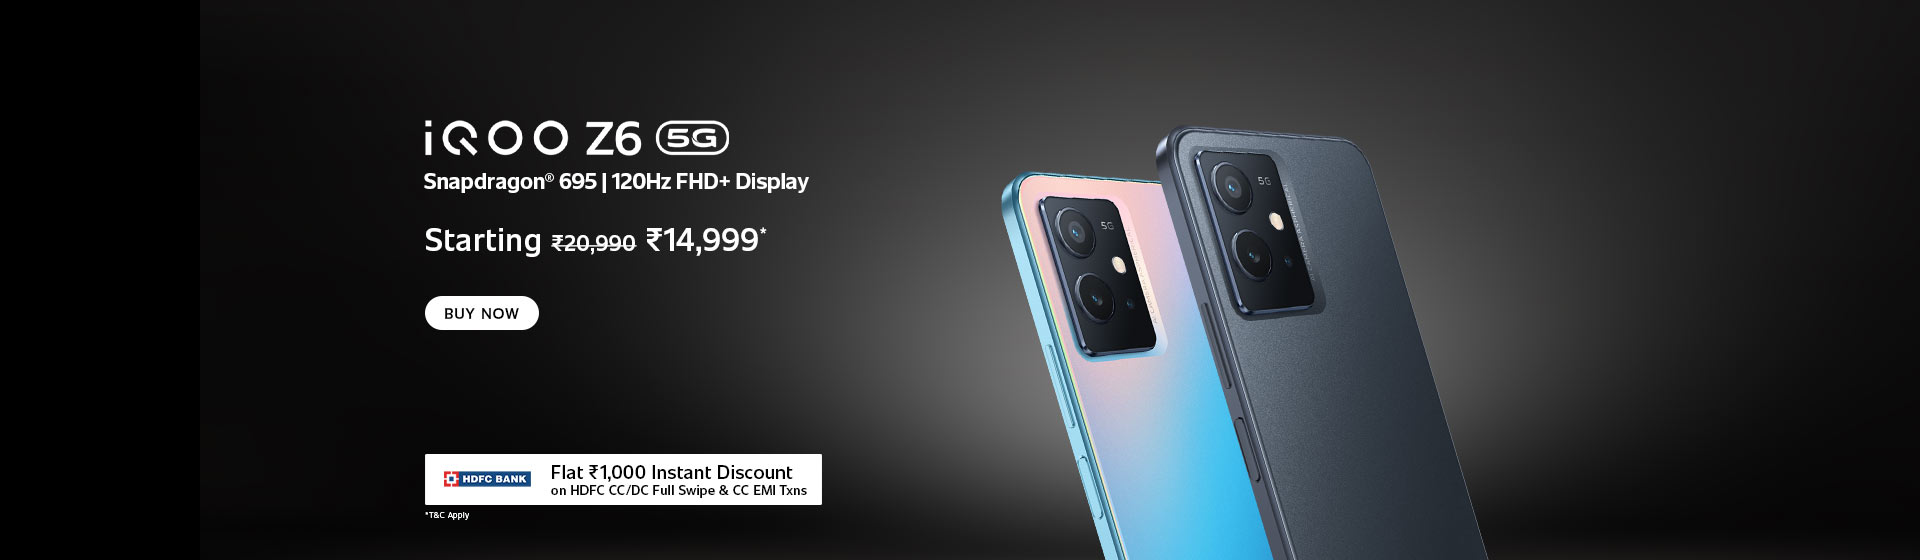 iQOO Z6 5G
Snapdragon® 695 | 120Hz FHD+ Display
Starting ₹20,990 ₹14,999*
BUY NOW
HDFC BANK
Flat ₹1,000 Instant Discount
on HDFC CC/DC Full Swipe & CC EMI Txns
*T&C Apply
5G
5G